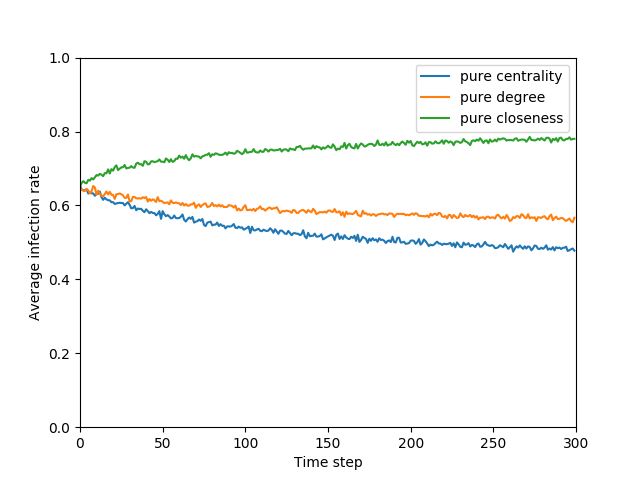 pure centrality
pure degree
pure closeness
1.0
0.8
0.6
0.4
0.2
0.0
Average infection rate
0 50 100 150 200 250 300
Time step